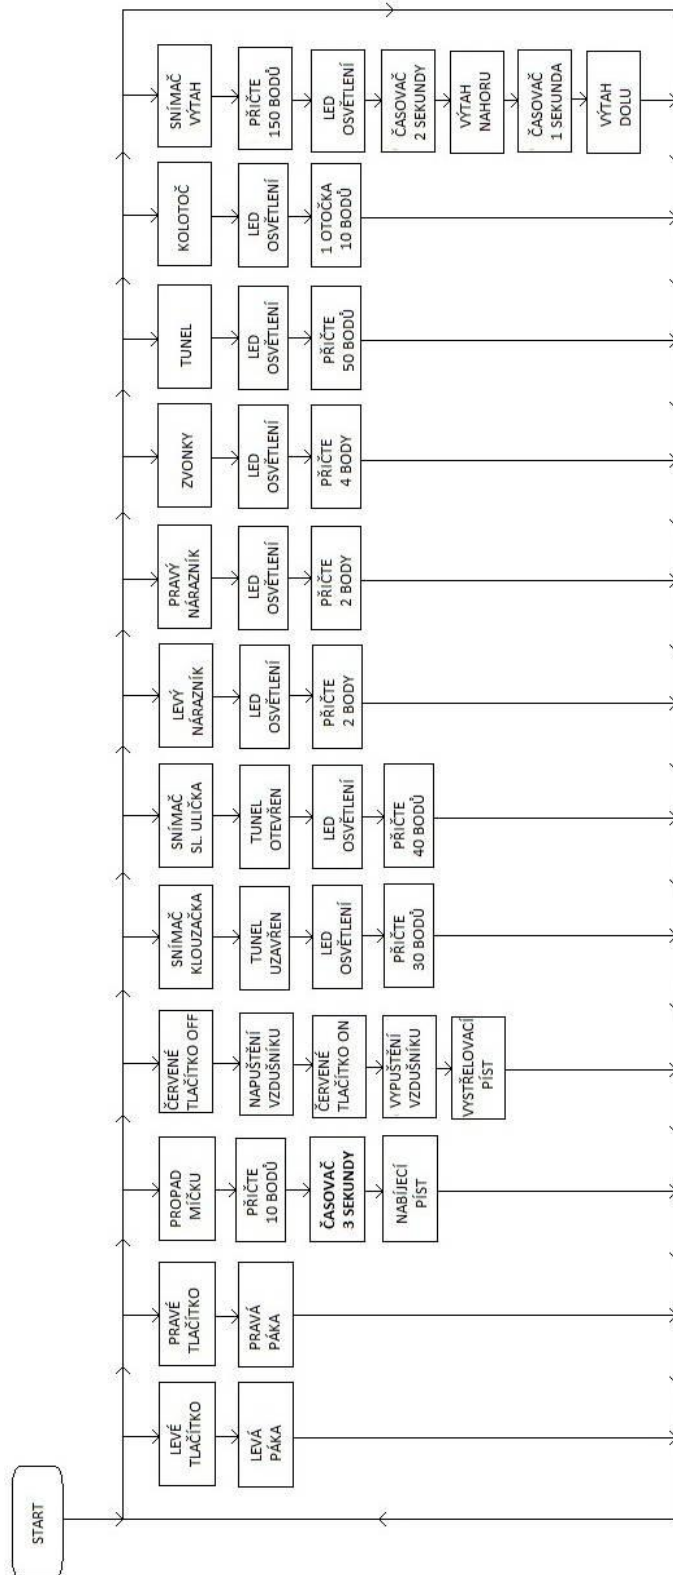 START
LEVÉ
TLAČÍTKO
LEVÁ
PÁKA
PRAVÉ
TLAČÍTKO
PRAVÁ
PÁKA
PROPAD
MÍČKU
PŘIČTE
10 BODŮ
ČASOVAČ
3 SEKUNDY
NABÍJECÍ
PÍST
ČERVENÉ
TLAČÍTKO OFF
NAPUŠTĚNÍ
VZDUŠNÍKU
ČERVENÉ
TLAČÍTKO ON
VYPUŠTĚNÍ
VZDUŠNÍKU
VYSTŘELOVACÍ
PÍST
SNÍMAČ
KLOUZAČKA
TUNEL
UZAVŘEN
LED
OSVĚTLENÍ
PŘIČTE
30 BODŮ
SNÍMAČ
SL. ULIČKA
TUNEL
OTEVŘEN
LED
OSVĚTLENÍ
PŘIČTE
40 BODŮ
LEVÝ
NÁRAZNÍK
LED
OSVĚTLENÍ
PŘIČTE
2 BODY
PRAVÝ
NÁRAZNÍK
LED
OSVĚTLENÍ
PŘIČTE
2 BODY
ZVONKY
LED
OSVĚTLENÍ
PŘIČTE
4 BODY
TUNEL
LED
OSVĚTLENÍ
PŘIČTE
50 BODŮ
KOLOTOČ
LED
OSVĚTLENÍ
1 OTOČKA
10 BODŮ
SNÍMAČ
VÝTAH
PŘIČTE
150 BODŮ
LED
OSVĚTLENÍ
ČASOVAČ
2 SEKUNDY
VÝTAH
NAHORU
ČASOVAČ
1 SEKUNDA
VÝTAH
DOLU